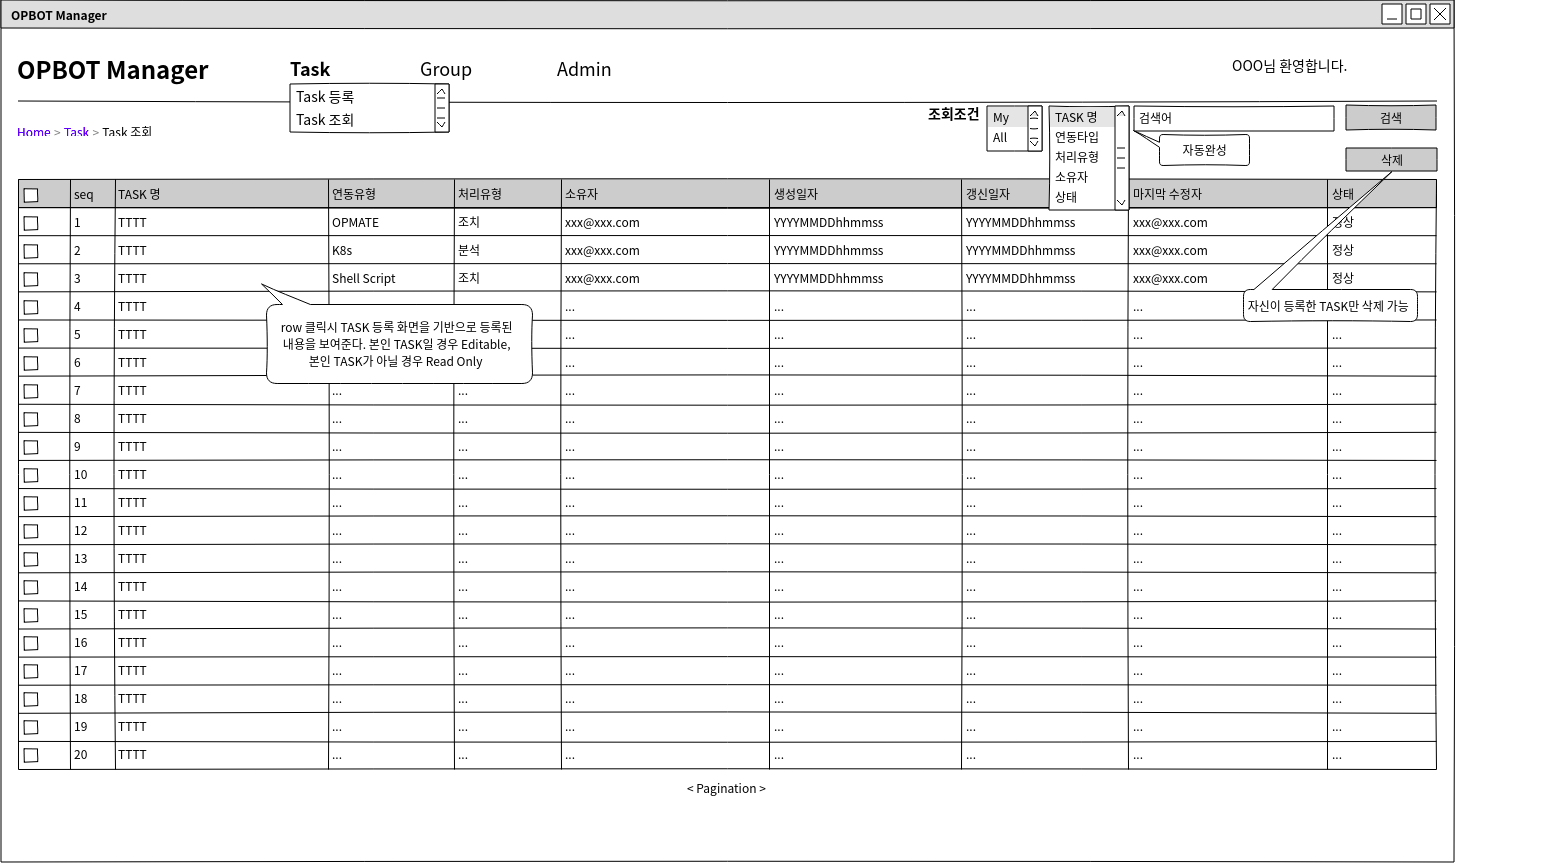 OPBOT Manager
OPBOT Manager
Task
Group
Admin
OOO님 환영합니다.
Task 등록
Task 조회
Home > Task > Task 조회
조회조건
My
All
TASK 명
연동타입
처리유형
소유자
상태
검색어
자동완성
검색
삭제
seq TASK 명 연동유형 처리유형 소유자 생성일자 갱신일자 마지막 수정자 상태
1 TTTT OPMATE 조치 xxx@xxx.com YYYYMMDDhhmmss YYYYMMDDhhmmss xxx@xxx.com 정상
2 TTTT K8s 분석 xxx@xxx.com YYYYMMDDhhmmss YYYYMMDDhhmmss xxx@xxx.com 정상
3 TTTT Shell Script 조치 xxx@xxx.com YYYYMMDDhhmmss YYYYMMDDhhmmss xxx@xxx.com 정상
자신이 등록한 TASK만 삭제 가능
4 TTTT ... ... ... ...
row 클릭시 TASK 등록 화면을 기반으로 등록된
내용을 보여준다. 본인 TASK일 경우 Editable,
본인 TASK가 아닐 경우 Read Only
5 TTTT ... ... ... ... ...
6 TTTT ... ... ... ... ...
7 TTTT ... ... ... ... ... ... ...
8 TTTT ... ... ... ... ... ... ...
9 TTTT ... ... ... ... ... ... ...
10 TTTT ... ... ... ... ... ... ...
11 TTTT ... ... ... ... ... ... ...
12 TTTT ... ... ... ... ... ... ...
13 TTTT ... ... ... ... ... ... ...
14 TTTT ... ... ... ... ... ... ...
15 TTTT ... ... ... ... ... ... ...
16 TTTT ... ... ... ... ... ... ...
17 TTTT ... ... ... ... ... ... ...
18 TTTT ... ... ... ... ... ... ...
19 TTTT ... ... ... ... ... ... ...
20 TTTT ... ... ... ... ... ... ...
< Pagination >